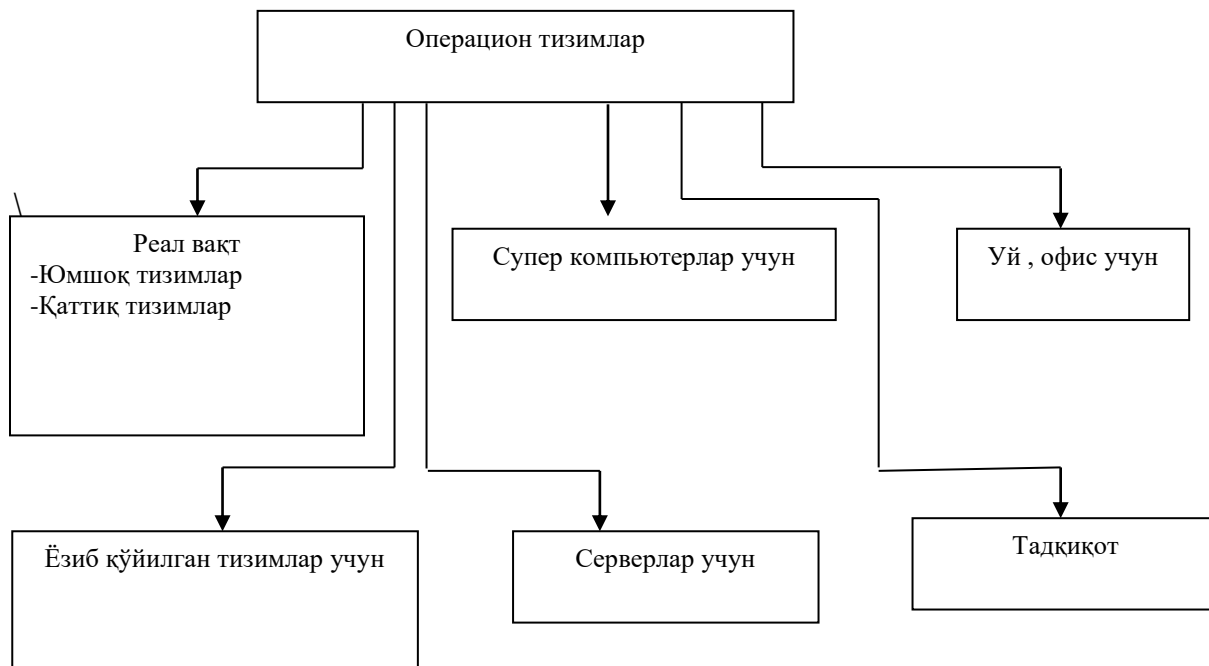 Операцион тизимлар
Реал вақт
-Юмшоқ тизимлар
-Қаттиқ тизимлар
Супер компьютерлар учун
Уй , офис учун
Ёзиб қўйилган тизимлар учун
Серверлар учун
Тадқиқот